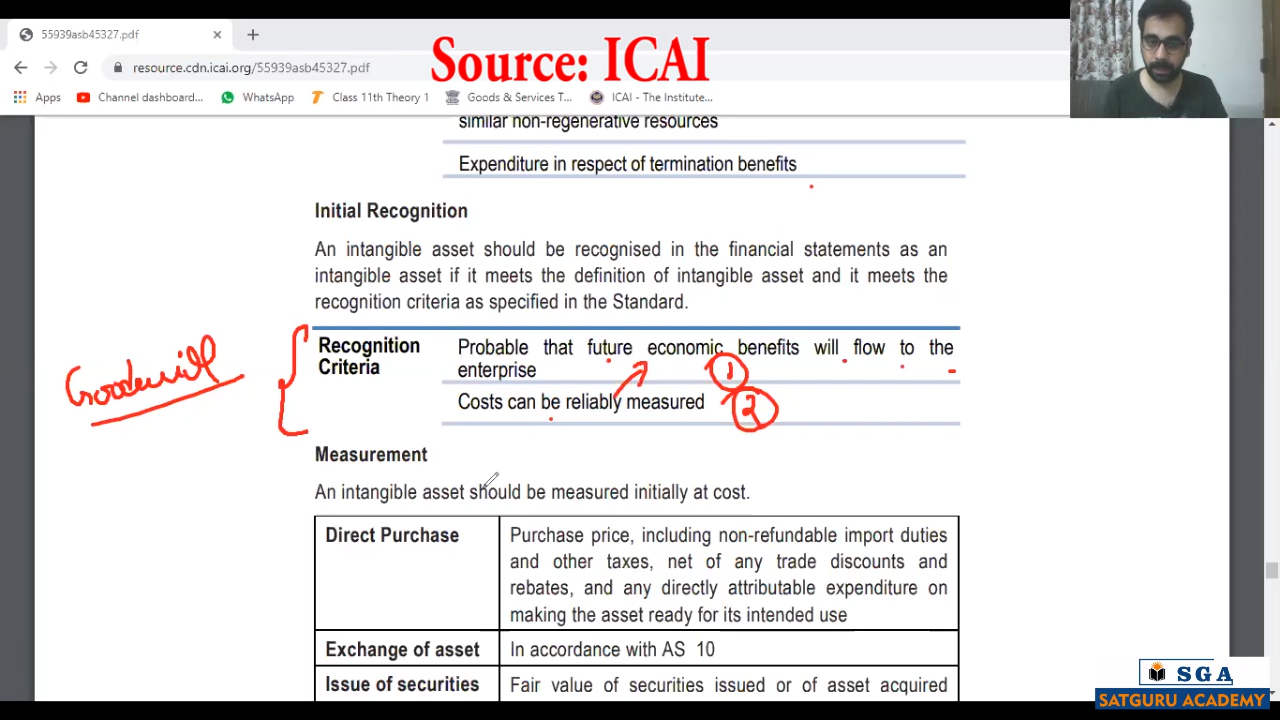 55939asb45327.pdf
Source: ICAI
resource.cdn.icai.org/55939asb45327.pdf
Apps
Channel dashboard...
WhatsApp
Class 11th Theory 1
Goods & Services T...
ICAI - The Institute...
similar non-regenerative resources
Expenditure in respect of termination benefits
Initial Recognition
An intangible asset should be recognised in the financial statements as an
intangible asset if it meets the definition of intangible asset and it meets the
recognition criteria as specified in the Standard.
Goodwill
Recognition
Criteria
Probable that future economic benefits will flow to the
enterprise
1
Costs can be reliably measured
2
Measurement
An intangible asset should be measured initially at cost.
Direct Purchase
Purchase price, including non-refundable import duties
and other taxes, net of any trade discounts and
rebates, and any directly attributable expenditure on
making the asset ready for its intended use
Exchange of asset
In accordance with AS 10
Issue of securities
Fair value of securities issued or of asset acquired
SGA
SATGURU ACADEMY